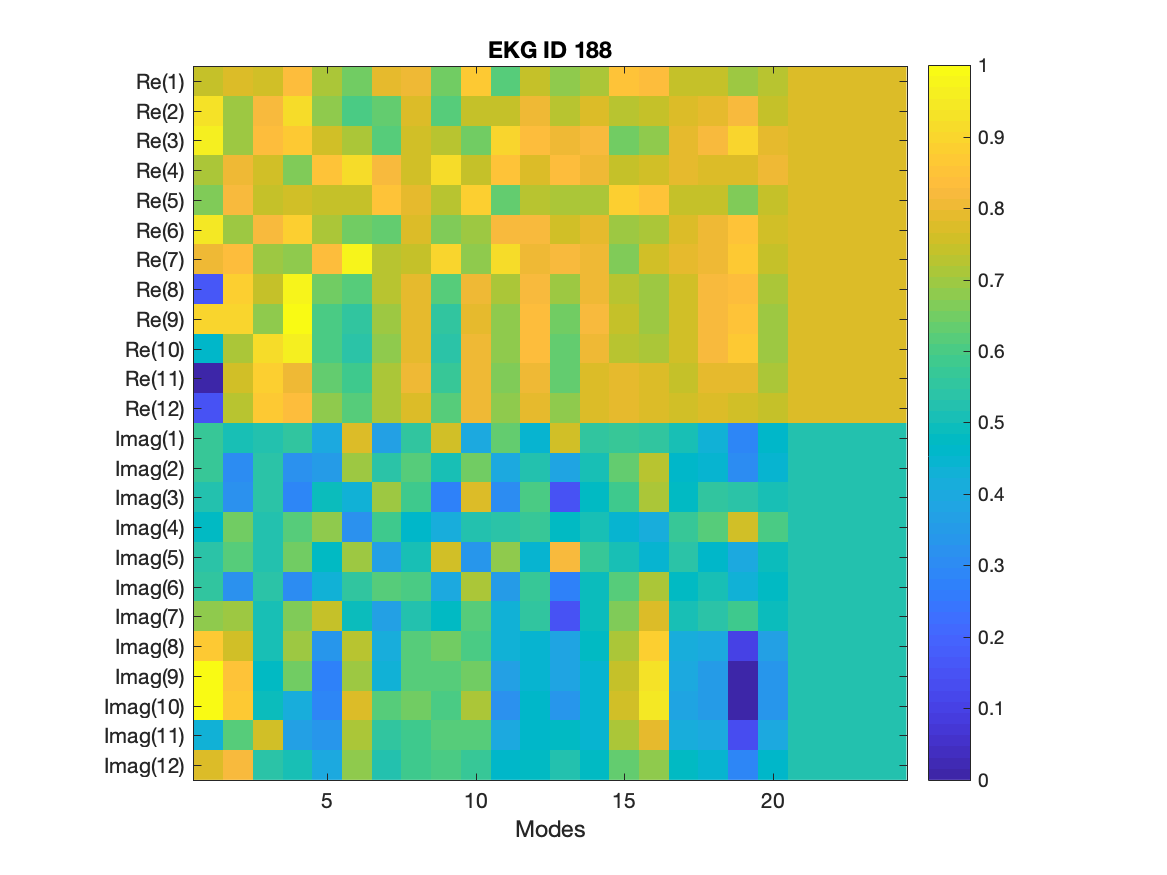 EKG ID 188
Re(1)
Re(2)
Re(3)
Re(4)
Re(5)
Re(6)
Re(7)
Re(8)
Re(9)
Re(10)
Re(11)
Re(12)
Imag(1)
Imag(2)
Imag(3)
Imag(4)
Imag(5)
Imag(6)
Imag(7)
Imag(8)
Imag(9)
Imag(10)
Imag(11)
Imag(12)
5 10 15 20
Modes
1
0.9
0.8
0.7
0.6
0.5
0.4
0.3
0.2
0.1
0